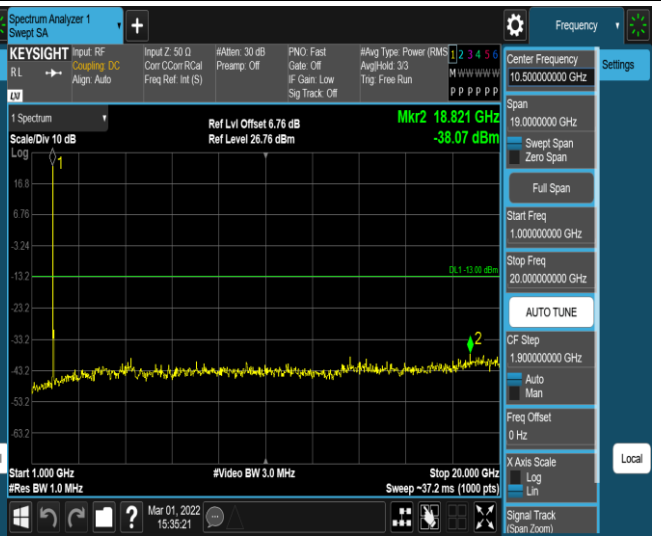 Spectrum Analyzer 1
Swept SA
+
Frequency
KEYSIGHT
RL
LXI
Input: RF
Coupling: DC
Align: Auto
Input Z: 50 Ω
Corr CCorr RCal
Freq Ref: Int (S)
#Atten: 30 dB
Preamp: Off
PNO: Fast
Gate: Off
IF Gain: Low
Sig Track: Off
#Avg Type: Power (RMS
Avg|Hold: 3/3
Trig: Free Run
1 2 3 4 5 6
M W W W W W
P P P P P P
Center Frequency
10.500000000 GHz
Settings
1 Spectrum
Scale/Div 10 dB
Log
Ref Lvl Offset 6.76 dB
Ref Level 26.76 dBm
Mkr2 18.821 GHz
-38.07 dBm
Span
19.0000000 GHz
Swept Span
Zero Span
Full Span
Start Freq
1.000000000 GHz
Stop Freq
20.000000000 GHz
AUTO TUNE
CF Step
1.900000000 GHz
Auto
Man
Freq Offset
0 Hz
X Axis Scale
Log
Lin
Local
Signal Track
(Span Zoom)
1
16.8
6.76
-3.24
-13.2
DL1 -13.00 dBm
-23.2
-33.2
2
-43.2
-53.2
-63.2
Start 1.000 GHz
#Res BW 1.0 MHz
#Video BW 3.0 MHz
Stop 20.000 GHz
Sweep ~37.2 ms (1000 pts)
?
Mar 01, 2022
15:35:21